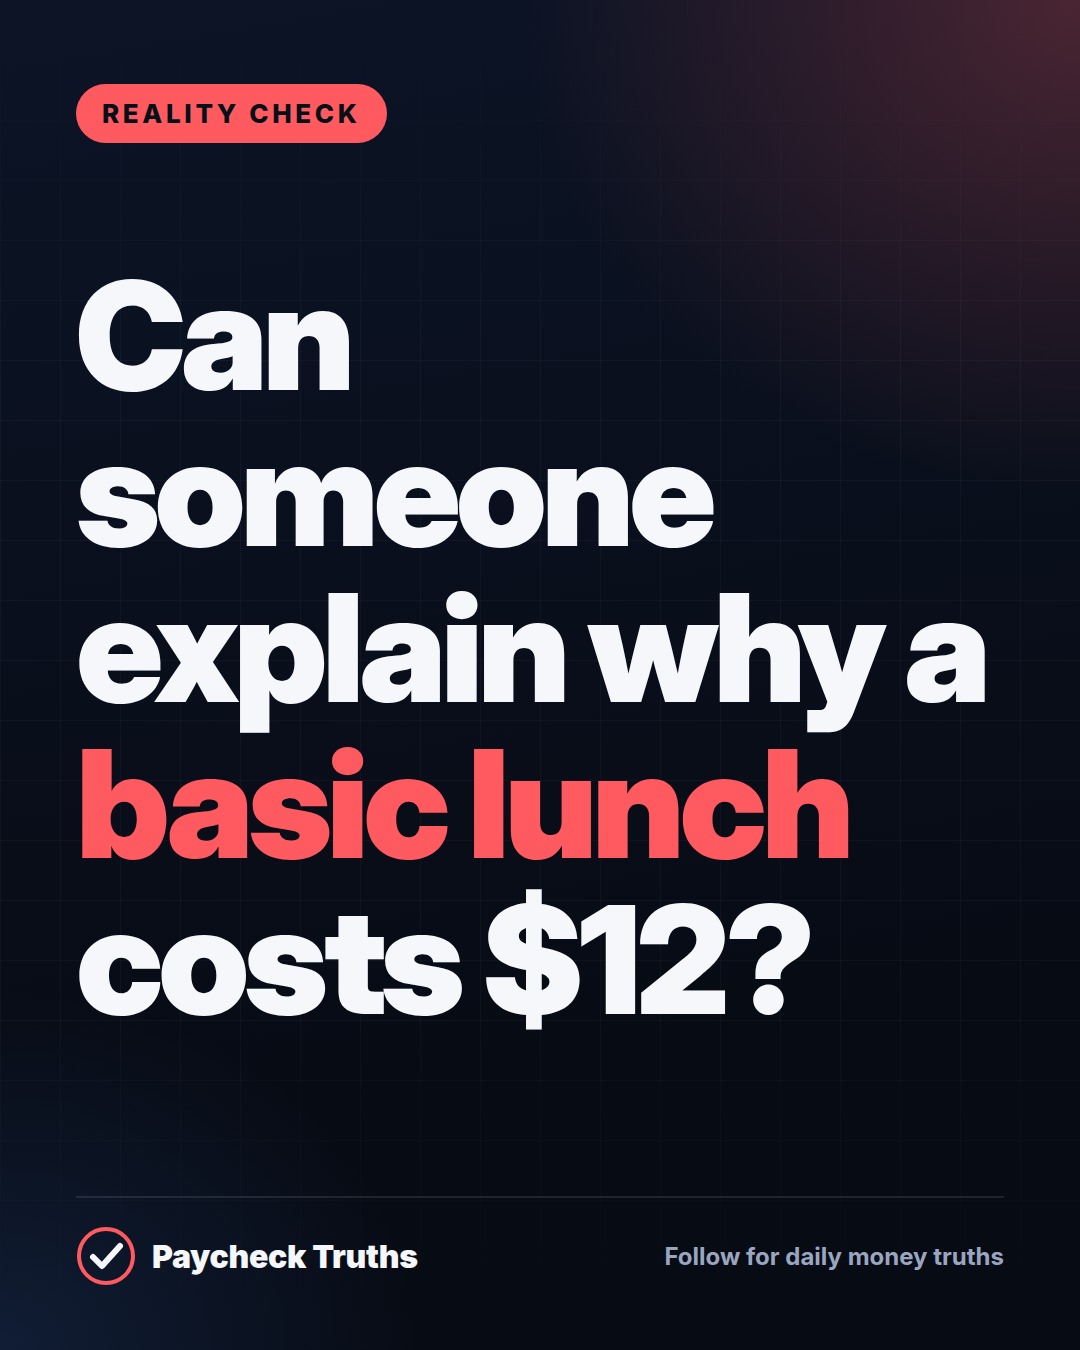 REALITY CHECK
Can
someone
explain why a
basic lunch
costs $12?
Paycheck Truths
Follow for daily money truths